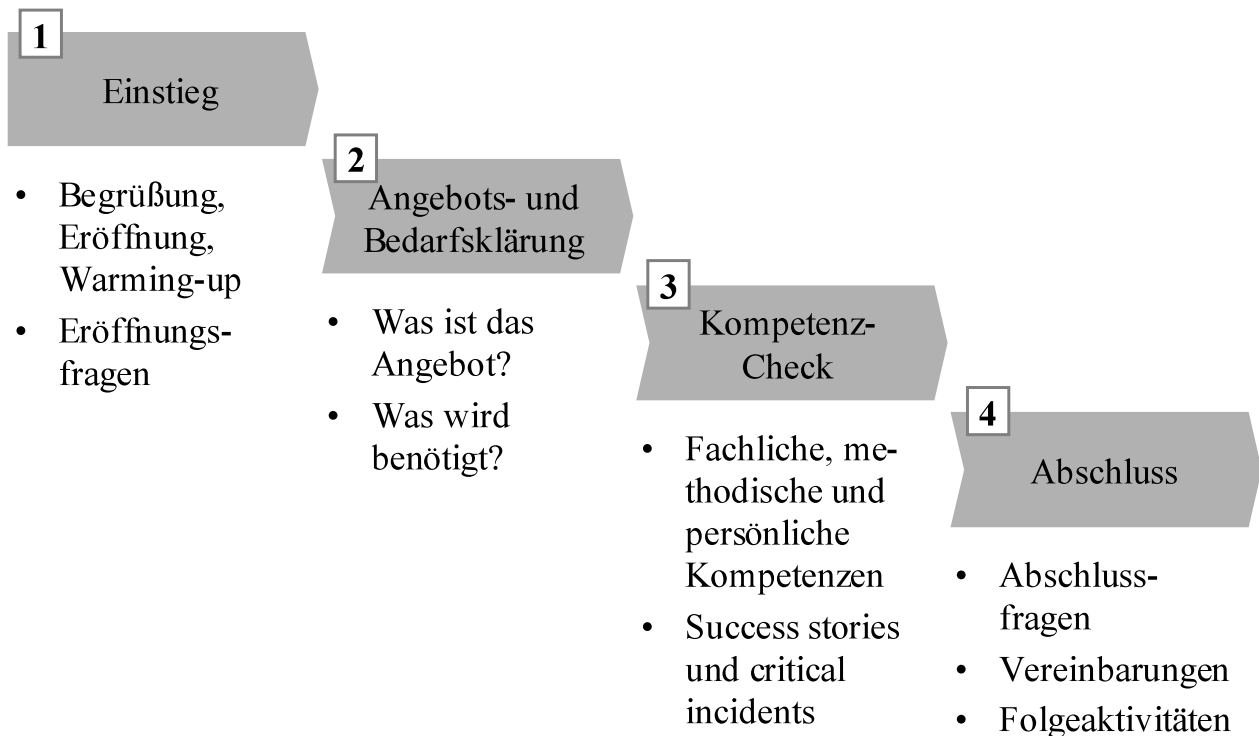 1
Einstieg
• Begrüßung,
Eröffnung,
Warming-up
• Eröffnungs-
fragen
2
Angebots- und
Bedarfsklärung
• Was ist das
Angebot?
• Was wird
benötigt?
3
Kompetenz-
Check
• Fachliche, me-
thodische und
persönliche
Kompetenzen
• Success stories
und critical
incidents
4
Abschluss
• Abschluss-
fragen
• Vereinbarungen
• Folgeaktivitäten